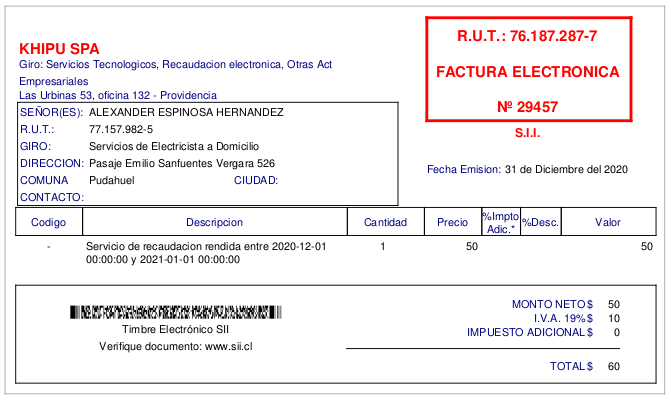 KHIPU SPA
Giro: Servicios Tecnologicos, Recaudacion electronica, Otras Act
Empresariales
Las Urbinas 53, oficina 132 - Providencia
R.U.T.: 76.187.287-7
FACTURA ELECTRONICA
Nº 29457
S.I.I.
SEÑOR(ES): ALEXANDER ESPINOSA HERNANDEZ
R.U.T.: 77.157.982-5
GIRO: Servicios de Electricista a Domicilio
DIRECCION: Pasaje Emilio Sanfuentes Vergara 526
COMUNA Pudahuel CIUDAD:
CONTACTO:
Fecha Emision: 31 de Diciembre del 2020
Codigo Descripcion Cantidad Precio %Impto Adic.* %Desc. Valor
- Servicio de recaudacion rendida entre 2020-12-01 1 50 50
00:00:00 y 2021-01-01 00:00:00
Timbre Electrónico SII
Verifique documento: www.sii.cl
MONTO NETO $ 50
I.V.A. 19% $ 10
IMPUESTO ADICIONAL $ 0
TOTAL $ 60